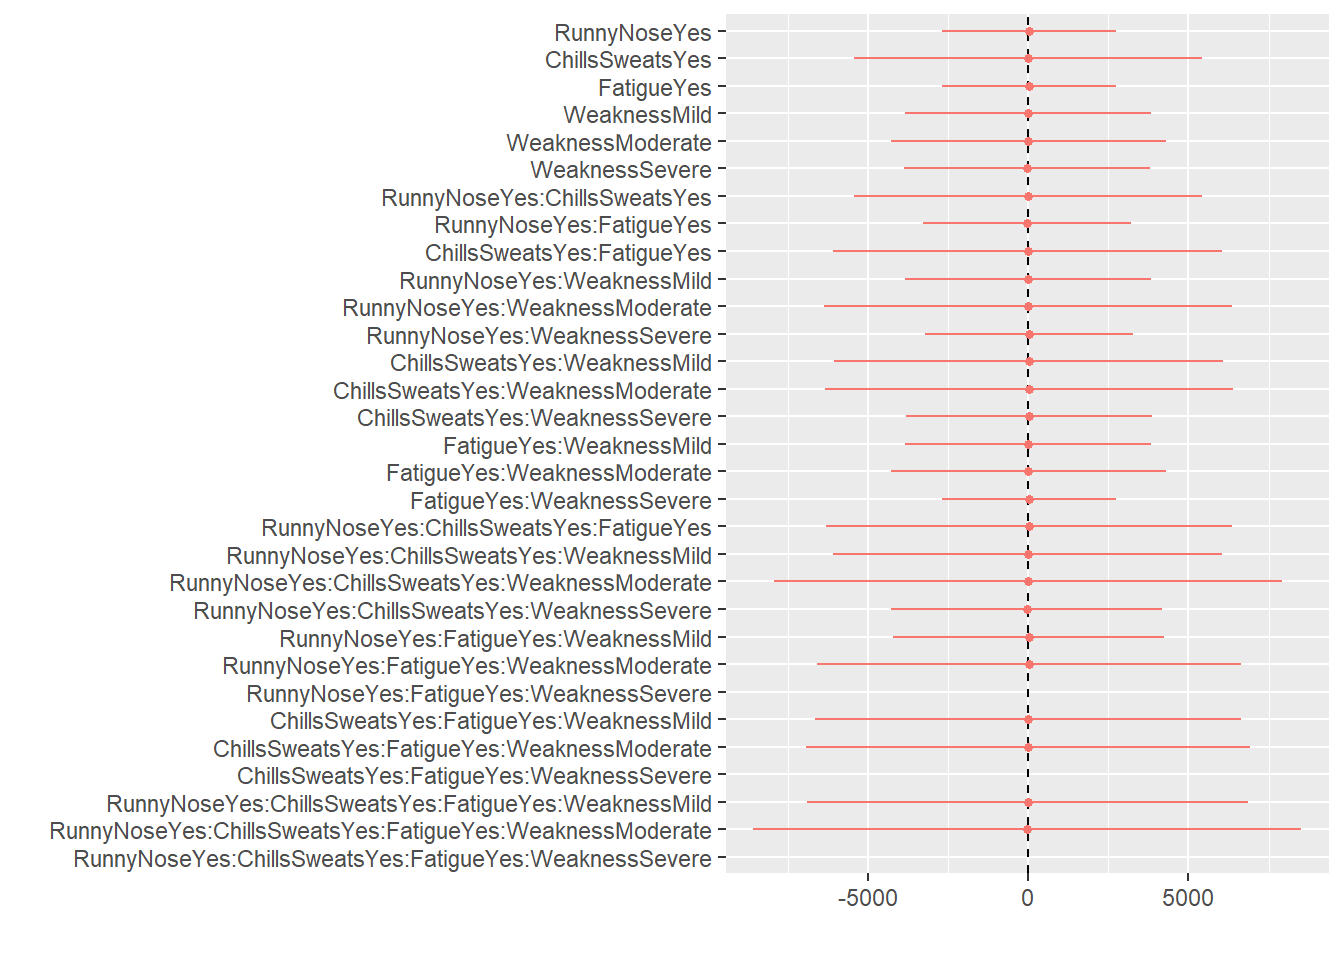 RunnyNoseYes
ChillsSweatsYes
FatigueYes
WeaknessMild
WeaknessModerate
WeaknessSevere
RunnyNoseYes:ChillsSweatsYes
RunnyNoseYes:FatigueYes
ChillsSweatsYes:FatigueYes
RunnyNoseYes:WeaknessMild
RunnyNoseYes:WeaknessModerate
RunnyNoseYes:WeaknessSevere
ChillsSweatsYes:WeaknessMild
ChillsSweatsYes:WeaknessModerate
ChillsSweatsYes:WeaknessSevere
FatigueYes:WeaknessMild
FatigueYes:WeaknessModerate
FatigueYes:WeaknessSevere
RunnyNoseYes:ChillsSweatsYes:FatigueYes
RunnyNoseYes:ChillsSweatsYes:WeaknessMild
RunnyNoseYes:ChillsSweatsYes:WeaknessModerate
RunnyNoseYes:ChillsSweatsYes:WeaknessSevere
RunnyNoseYes:FatigueYes:WeaknessMild
RunnyNoseYes:FatigueYes:WeaknessModerate
RunnyNoseYes:FatigueYes:WeaknessSevere
ChillsSweatsYes:FatigueYes:WeaknessMild
ChillsSweatsYes:FatigueYes:WeaknessModerate
ChillsSweatsYes:FatigueYes:WeaknessSevere
RunnyNoseYes:ChillsSweatsYes:FatigueYes:WeaknessMild
RunnyNoseYes:ChillsSweatsYes:FatigueYes:WeaknessModerate
RunnyNoseYes:ChillsSweatsYes:FatigueYes:WeaknessSevere
-5000 0 5000